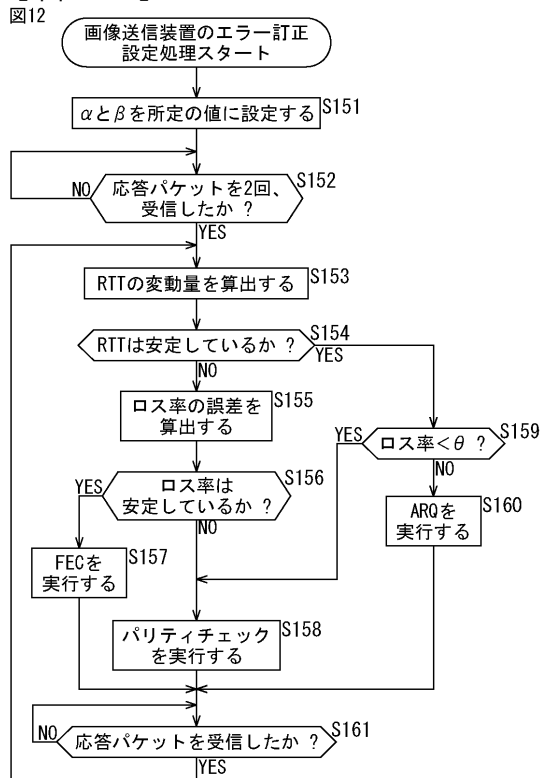 図12
画像送信装置のエラー訂正
設定処理スタート
αとβを所定の値に設定する
S151
NO
応答パケットを2回、
受信したか ?
S152
YES
RTTの変動量を算出する
S153
RTTは安定しているか ?
S154
YES
NO
ロス率の誤差を
算出する
S155
YES
ロス率<θ ?
S159
YES
ロス率は
安定しているか ?
S156
NO
NO
ARQを
実行する
S160
FECを
実行する
S157
パリティチェック
を実行する
S158
NO
応答パケットを受信したか ?
S161
YES